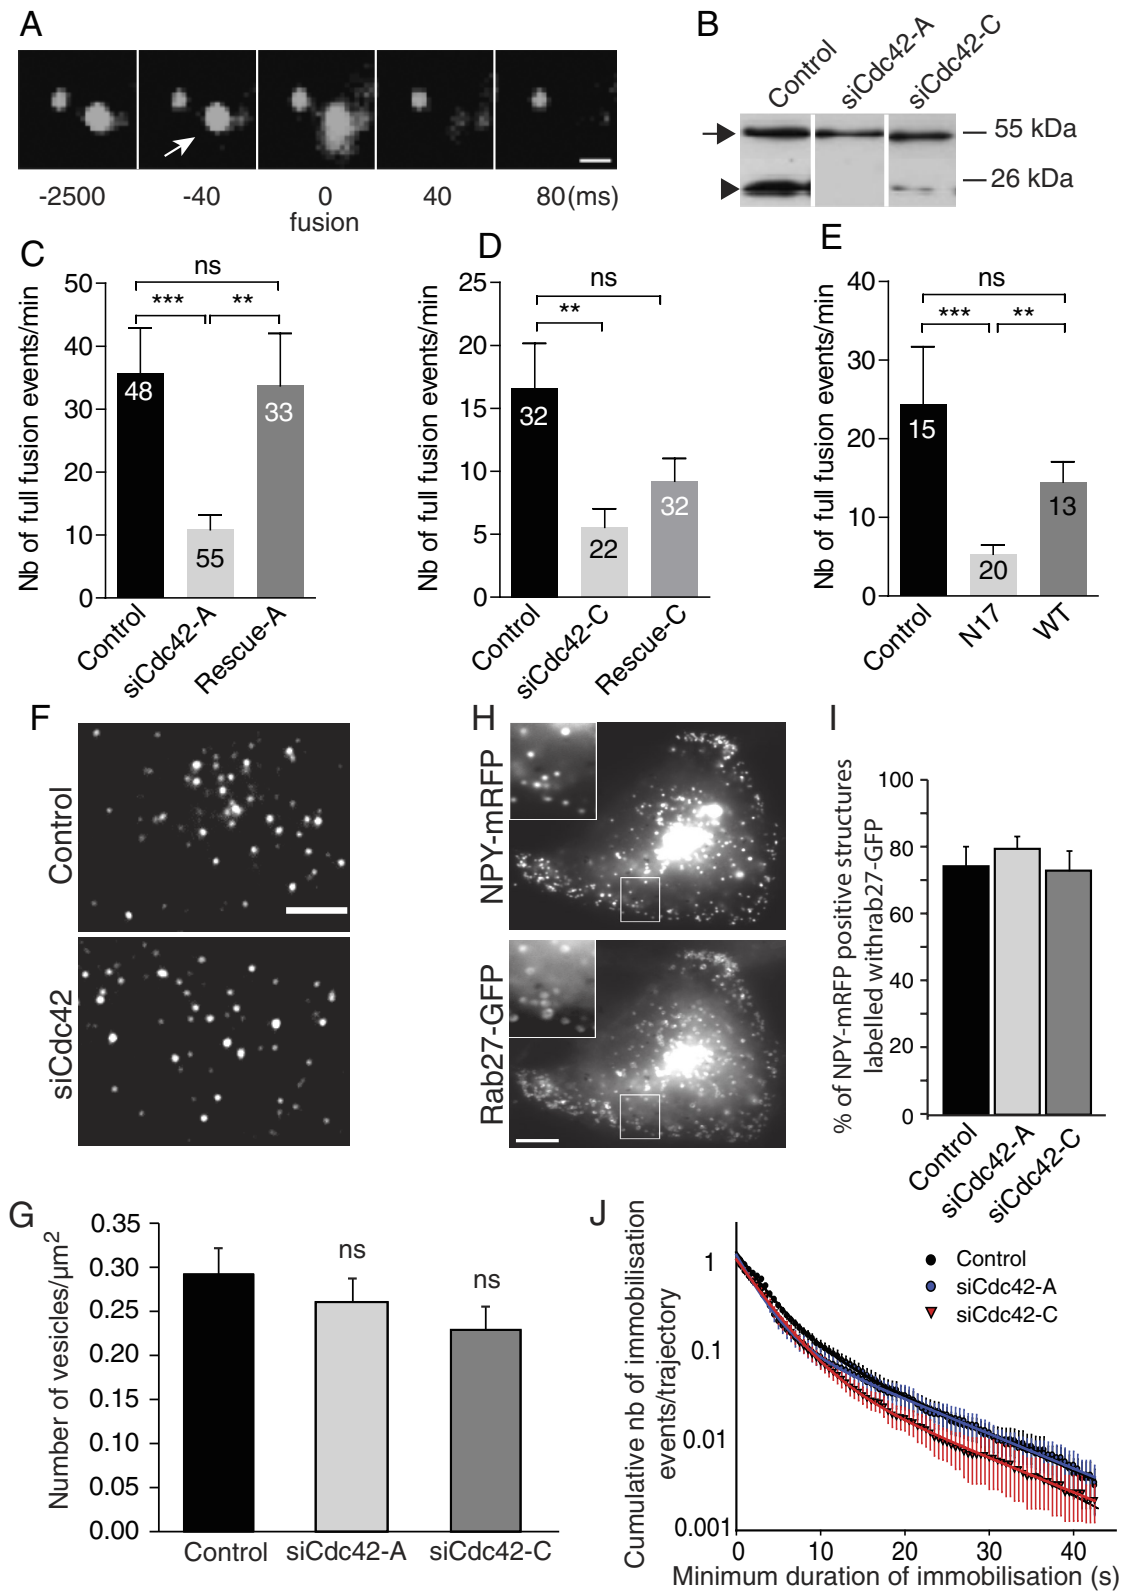 A
-2500
-40
0
40
80(ms)
fusion
B
Control
siCdc42-A
siCdc42-C
55 kDa
26 kDa
C
Nb of full fusion events/min
50
40
30
20
10
0
ns
***
**
48
55
33
Control
siCdc42-A
Rescue-A
D
Nb of full fusion events/min
25
20
15
10
5
0
ns
**
32
22
32
Control
siCdc42-C
Rescue-C
E
Nb of full fusion events/min
40
30
20
10
0
ns
***
**
15
20
13
Control
N17
WT
F
Control
siCdc42
H
NPY-mRFP
Rab27-GFP
I
% of NPY-mRFP positive structures
labelled withrab27-GFP
100
80
60
40
20
0
Control
siCdc42-A
siCdc42-C
G
Number of vesicles/µm2
0.35
0.30
0.25
0.20
0.15
0.10
0.05
0.00
ns
ns
Control
siCdc42-A
siCdc42-C
J
Cumulative nb of immobilisation
events/trajectory
1
0.1
0.01
0.001
Control
siCdc42-A
siCdc42-C
0
10
20
30
40
Minimum duration of immobilisation (s)